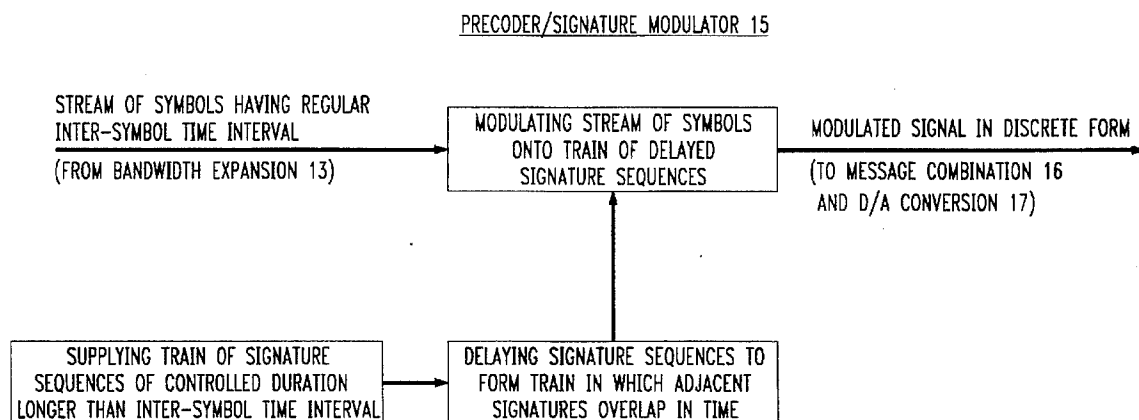 PRECODER/SIGNATURE MODULATOR 15
STREAM OF SYMBOLS HAVING REGULAR
INTER-SYMBOL TIME INTERVAL
(FROM BANDWIDTH EXPANSION 13)
MODULATING STREAM OF SYMBOLS
ONTO TRAIN OF DELAYED
SIGNATURE SEQUENCES
MODULATED SIGNAL IN DISCRETE FORM
(TO MESSAGE COMBINATION 16
AND D/A CONVERSION 17)
SUPPLYING TRAIN OF SIGNATURE
SEQUENCES OF CONTROLLED DURATION
LONGER THAN INTER-SYMBOL TIME INTERVAL
DELAYING SIGNATURE SEQUENCES TO
FORM TRAIN IN WHICH ADJACENT
SIGNATURES OVERLAP IN TIME